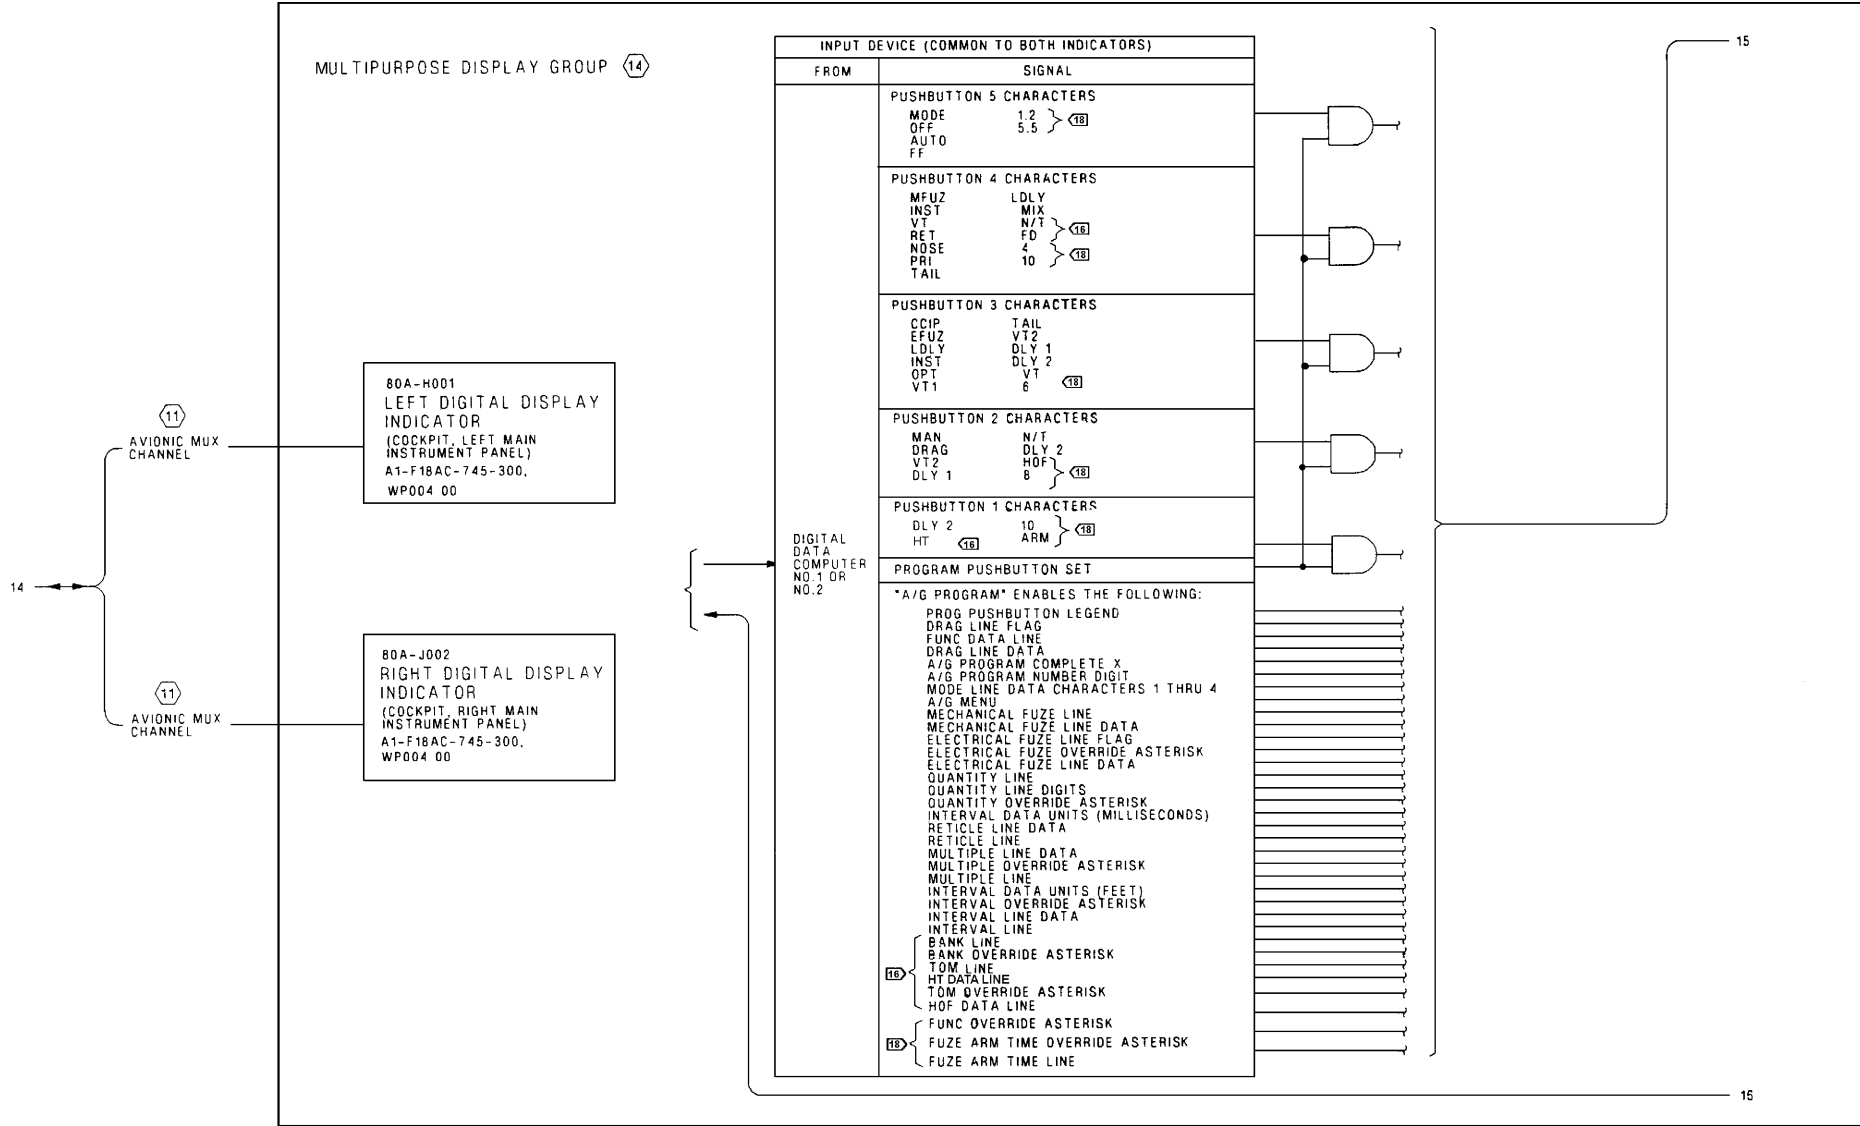 MULTIPURPOSE DISPLAY GROUP 14
INPUT DEVICE (COMMON TO BOTH INDICATORS)
FROM SIGNAL
15
PUSHBUTTON 5 CHARACTERS
MODE 1.2
OFF 5.5
18
AUTO
FF
PUSHBUTTON 4 CHARACTERS
MFUZ LDLY
INST MIX
VT N/T
16
RET FD
NOSE 4
18
PRI 10
TAIL
PUSHBUTTON 3 CHARACTERS
CCIP TAIL
EFUZ VT2
LDLY DLY 1
INST DLY 2
OPT VT
VT1 6 18
PUSHBUTTON 2 CHARACTERS
MAN N/T
DRAG DLY 2
VT2 HOF
DLY 1 8
18
PUSHBUTTON 1 CHARACTERS
DLY 2 10
HT 16 ARM
18
PROGRAM PUSHBUTTON SET
DIGITAL
DATA
COMPUTER
NO.1 OR
NO.2
"A/G PROGRAM" ENABLES THE FOLLOWING:
PROG PUSHBUTTON LEGEND
DRAG LINE FLAG
FUNC DATA LINE
DRAG LINE DATA
A/G PROGRAM COMPLETE X
A/G PROGRAM NUMBER DIGIT
MODE LINE DATA CHARACTERS 1 THRU 4
A/G MENU
MECHANICAL FUZE LINE
MECHANICAL FUZE LINE DATA
ELECTRICAL FUZE LINE FLAG
ELECTRICAL FUZE OVERRIDE ASTERISK
ELECTRICAL FUZE LINE DATA
QUANTITY LINE
QUANTITY LINE DIGITS
QUANTITY OVERRIDE ASTERISK
INTERVAL DATA UNITS (MILLISECONDS)
RETICLE LINE DATA
RETICLE LINE
MULTIPLE LINE DATA
MULTIPLE OVERRIDE ASTERISK
MULTIPLE LINE
INTERVAL DATA UNITS (FEET)
INTERVAL OVERRIDE ASTERISK
INTERVAL LINE DATA
INTERVAL LINE
BANK LINE
BANK OVERRIDE ASTERISK
TOM LINE
16
HT DATA LINE
TOM OVERRIDE ASTERISK
HOF DATA LINE
FUNC OVERRIDE ASTERISK
18
FUZE ARM TIME OVERRIDE ASTERISK
FUZE ARM TIME LINE
80A-H001
LEFT DIGITAL DISPLAY
INDICATOR
(COCKPIT, LEFT MAIN
INSTRUMENT PANEL)
A1-F18AC-745-300,
WP004 00
11
AVIONIC MUX
CHANNEL
14
80A-J002
RIGHT DIGITAL DISPLAY
INDICATOR
(COCKPIT, RIGHT MAIN
INSTRUMENT PANEL)
A1-F18AC-745-300,
WP004 00
11
AVIONIC MUX
CHANNEL
16